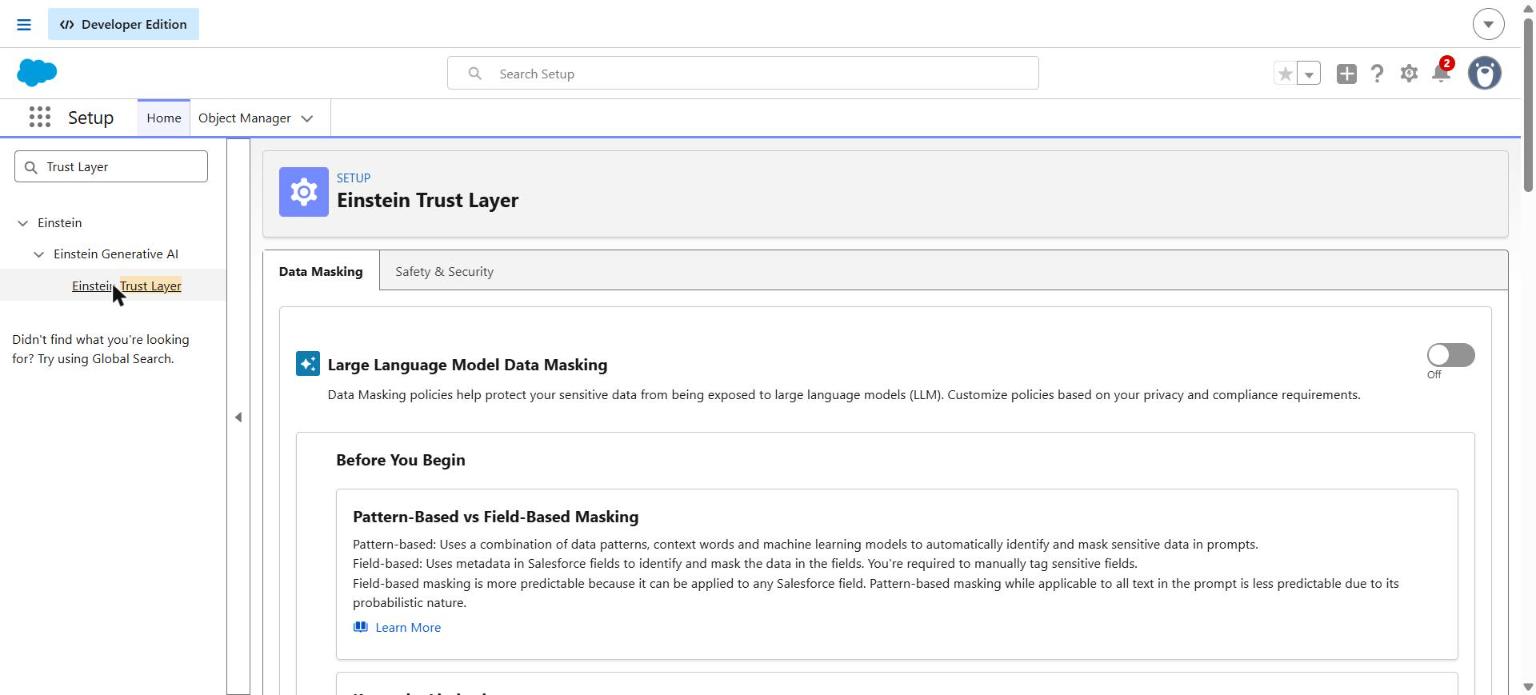 Developer Edition
Search Setup
2
Setup
Home
Object Manager
Trust Layer
Einstein
Einstein Generative AI
Einstein Trust Layer
Didn't find what you're looking
for? Try using Global Search.
SETUP
Einstein Trust Layer
Data Masking
Safety & Security
Large Language Model Data Masking
Off
Data Masking policies help protect your sensitive data from being exposed to large language models (LLM). Customize policies based on your privacy and compliance requirements.
Before You Begin
Pattern-Based vs Field-Based Masking
Pattern-based: Uses a combination of data patterns, context words and machine learning models to automatically identify and mask sensitive data in prompts.
Field-based: Uses metadata in Salesforce fields to identify and mask the data in the fields. You're required to manually tag sensitive fields.
Field-based masking is more predictable because it can be applied to any Salesforce field. Pattern-based masking while applicable to all text in the prompt is less predictable due to its
probabilistic nature.
Learn More